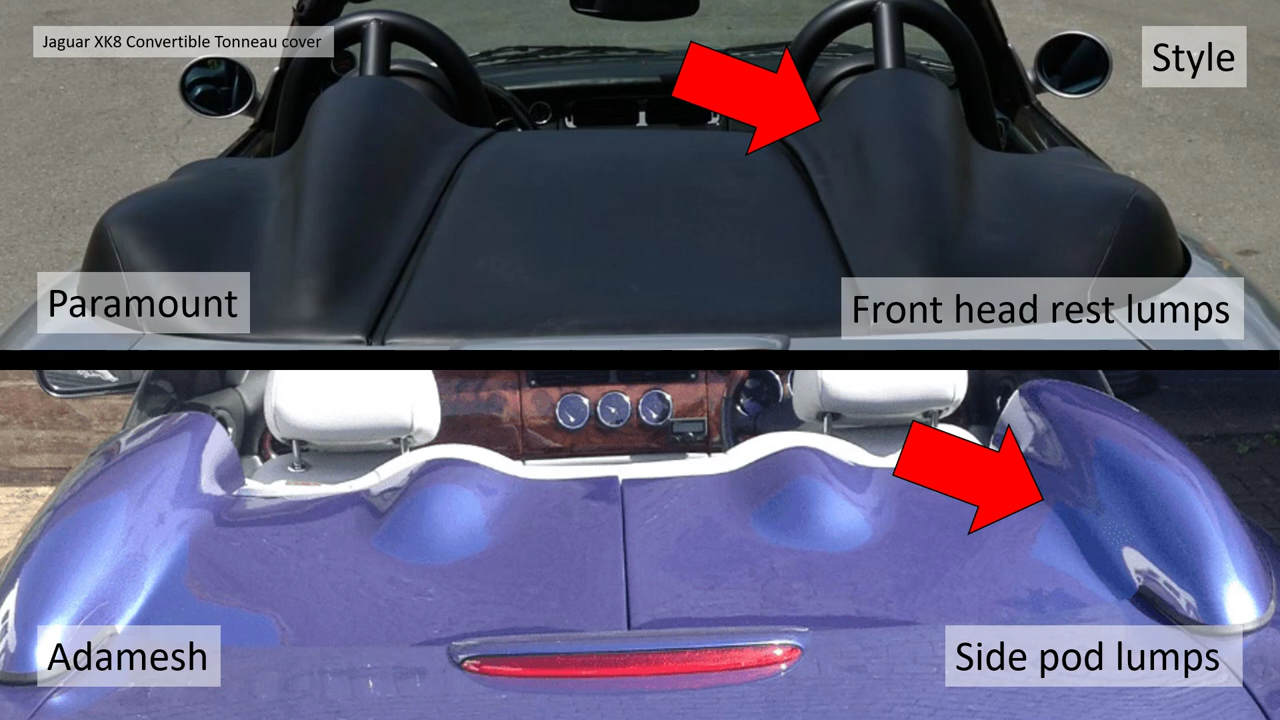 Jaguar XK8 Convertible Tonneau cover
Style
Paramount
Front head rest lumps
Adamesh
Side pod lumps